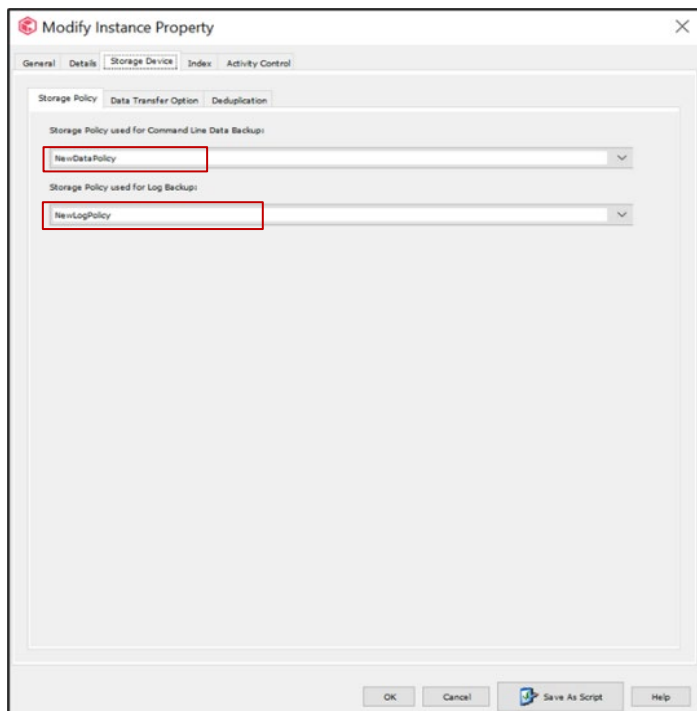 Modify Instance Property
General Details Storage Device Index Activity Control
Storage Policy Data Transfer Option Deduplication
Storage Policy used for Command Line Data Backup:
NewDataPolicy
Storage Policy used for Log Backup:
NewLogPolicy
OK Cancel Save As Script Help